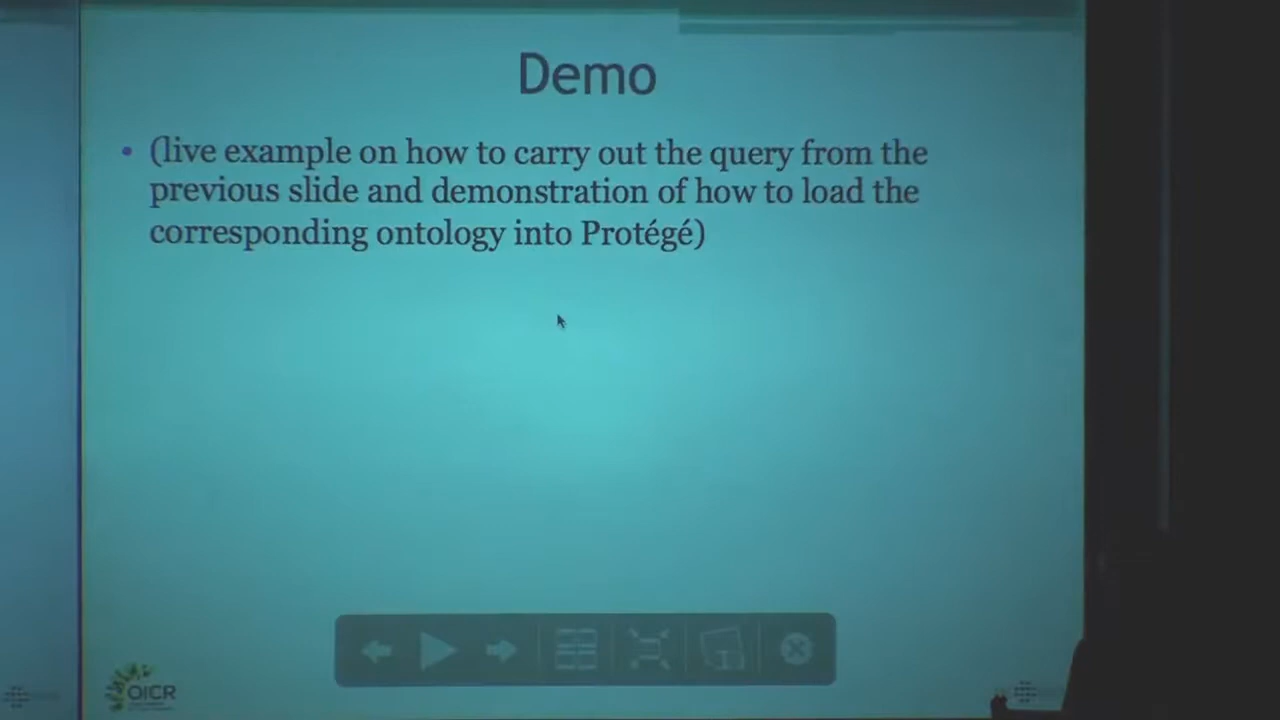 Demo
• (live example on how to carry out the query from the
previous slide and demonstration of how to load the
corresponding ontology into Protégé)
OICR